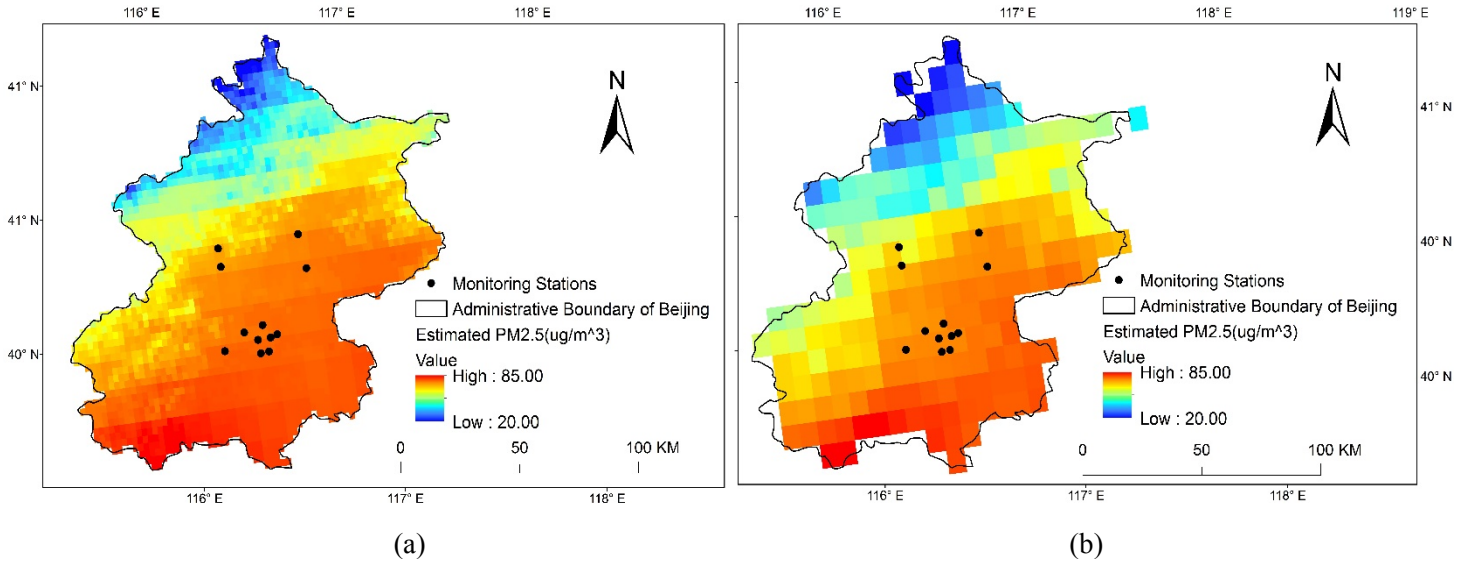 116° E 117° E 118° E
41° N
41° N
40° N
N
Monitoring Stations
Administrative Boundary of Beijing
Estimated PM2.5(ug/m^3)
Value
High : 85.00
Low : 20.00
0 50 100 KM
116° E 117° E 118° E
(a)
116° E 117° E 118° E 119° E
41° N
40° N
40° N
N
Monitoring Stations
Administrative Boundary of Beijing
Estimated PM2.5(ug/m^3)
Value
High : 85.00
Low : 20.00
0 50 100 KM
116° E 117° E 118° E
(b)